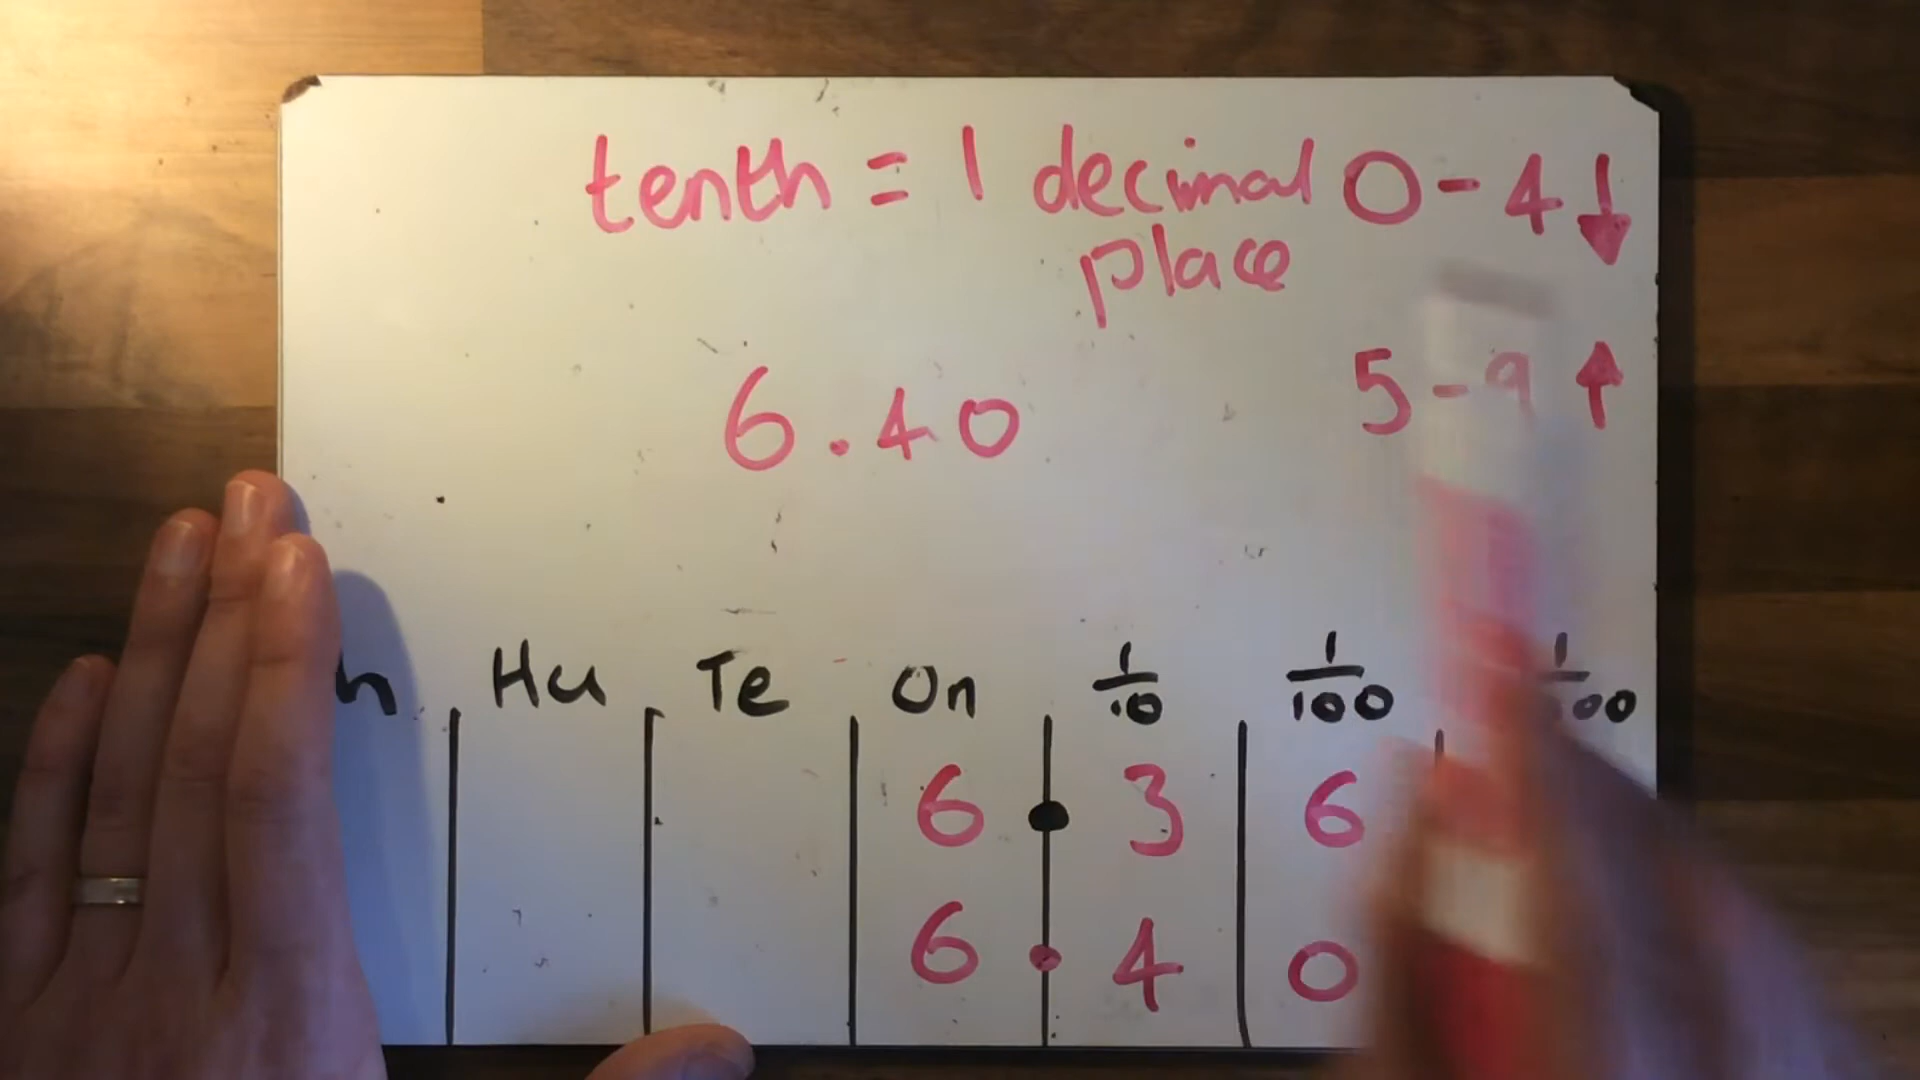 tenth = 1 decimal place
0 - 4 ↓
6.40
5 - 9 ↑
Hu Te On 1/10 1/100
6 . 3 6
6 . 4 0